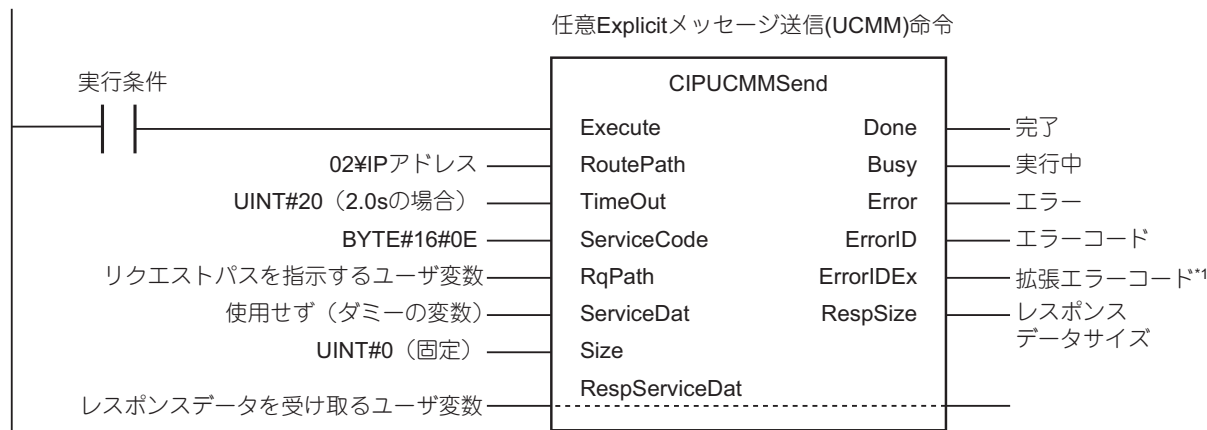 任意Explicitメッセージ送信(UCMM)命令
実行条件
CIPUCMMSend
Execute
Done
完了
02¥IPアドレス
RoutePath
Busy
実行中
UINT#20（2.0sの場合）
TimeOut
Error
エラー
BYTE#16#0E
ServiceCode
ErrorID
エラーコード
リクエストパスを指示するユーザ変数
RqPath
ErrorIDEx
拡張エラーコード*1
使用せず（ダミーの変数）
ServiceDat
RespSize
レスポンス
データサイズ
UINT#0（固定）
Size
RespServiceDat
レスポンスデータを受け取るユーザ変数